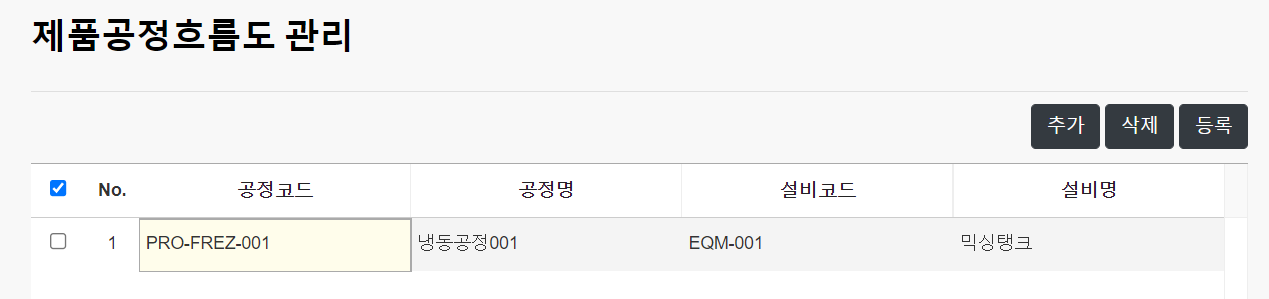 제품공정흐름도 관리
추가 삭제 등록
No. 공정코드 공정명 설비코드 설비명
1 PRO-FREZ-001 냉동공정001 EQM-001 믹싱탱크